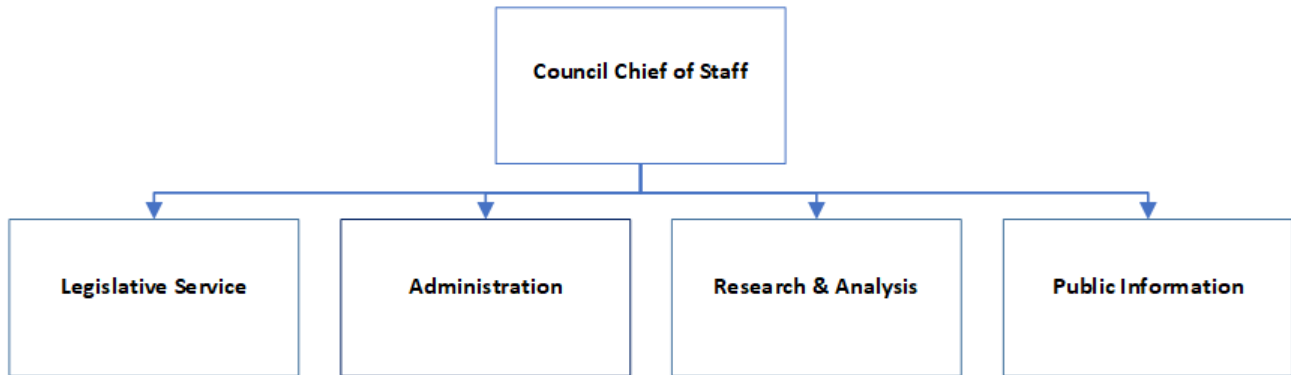 Council Chief of Staff
Legislative Service
Administration
Research & Analysis
Public Information